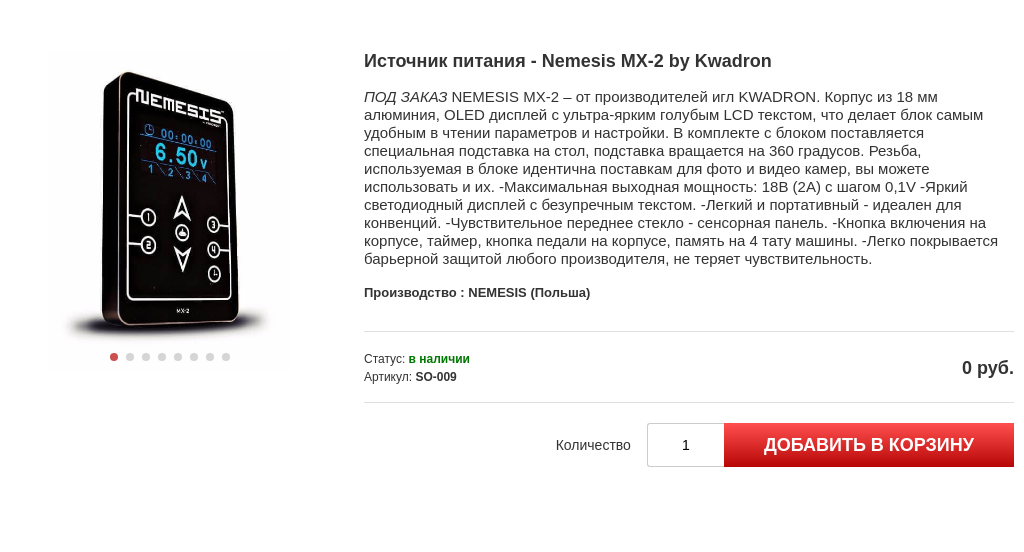 Источник питания - Nemesis MX-2 by Kwadron
ПОД ЗАКАЗ NEMESIS MX-2 – от производителей игл KWADRON. Корпус из 18 мм
алюминия, OLED дисплей с ультра-ярким голубым LCD текстом, что делает блок самым
удобным в чтении параметров и настройки. В комплекте с блоком поставляется
специальная подставка на стол, подставка вращается на 360 градусов. Резьба,
используемая в блоке идентична поставкам для фото и видео камер, вы можете
использовать и их. -Максимальная выходная мощность: 18В (2А) с шагом 0,1V -Яркий
светодиодный дисплей с безупречным текстом. -Легкий и портативный - идеален для
конвенций. -Чувствительное переднее стекло - сенсорная панель. -Кнопка включения на
корпусе, таймер, кнопка педали на корпусе, память на 4 тату машины. -Легко покрывается
барьерной защитой любого производителя, не теряет чувствительность.
Производство : NEMESIS (Польша)
Статус: в наличии
Артикул: SO-009
0 руб.
Количество
1
ДОБАВИТЬ В КОРЗИНУ
NEMESIS
00:00:00
6.50v
1 2 3 4
1
2
3
4
MX-2